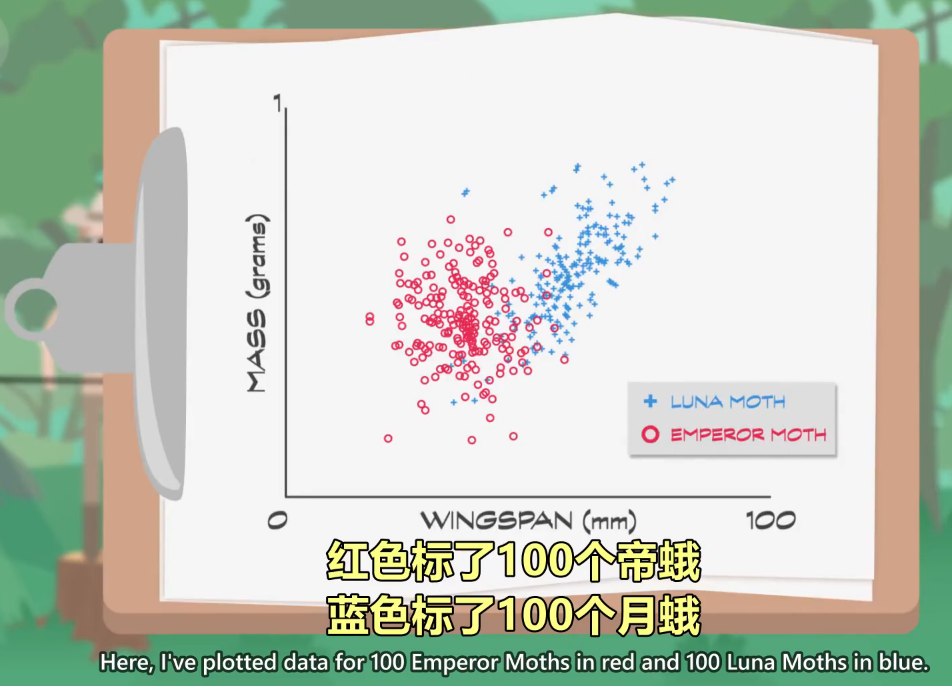 1
MASS (grams)
LUNA MOTH
EMPEROR MOTH
0
WINGSPAN (mm)
100
红色标了100个帝蛾
蓝色标了100个月蛾
Here, I've plotted data for 100 Emperor Moths in red and 100 Luna Moths in blue.